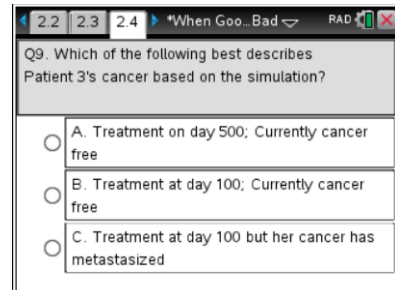 2.2 2.3 2.4 *When Goo...Bad RAD
Q9. Which of the following best describes
Patient 3's cancer based on the simulation?
A. Treatment on day 500; Currently cancer
free
B. Treatment at day 100; Currently cancer
free
C. Treatment at day 100 but her cancer has
metastasized